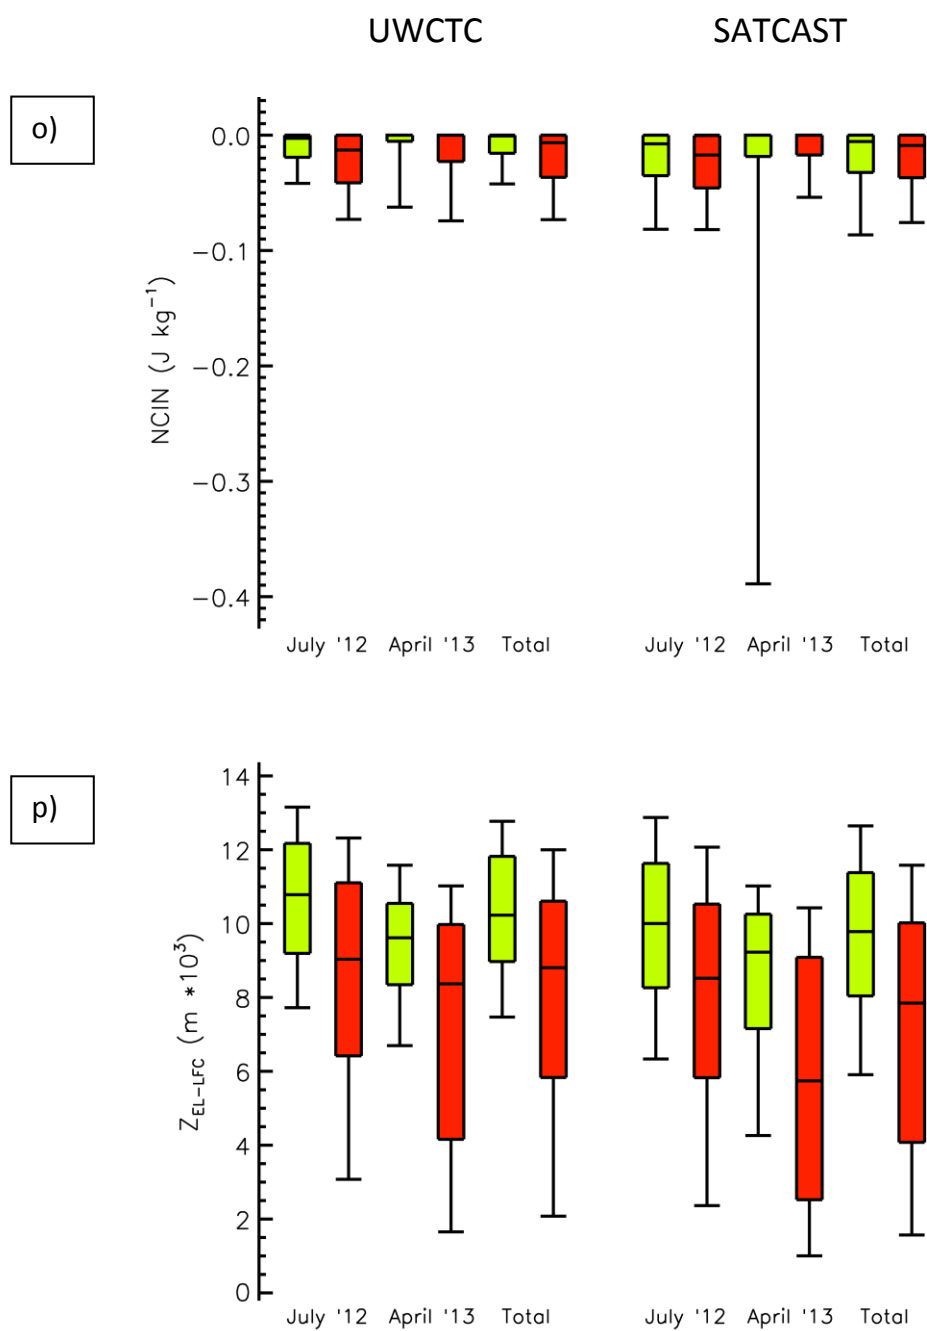 UWCTC SATCAST
o)
0.0
−0.1
−0.2
−0.3
−0.4
NCIN (J kg⁻¹)
July '12 April '13 Total July '12 April '13 Total
p)
14
12
10
8
6
4
2
0
Z_EL−LFC (m *10³)
July '12 April '13 Total July '12 April '13 Total